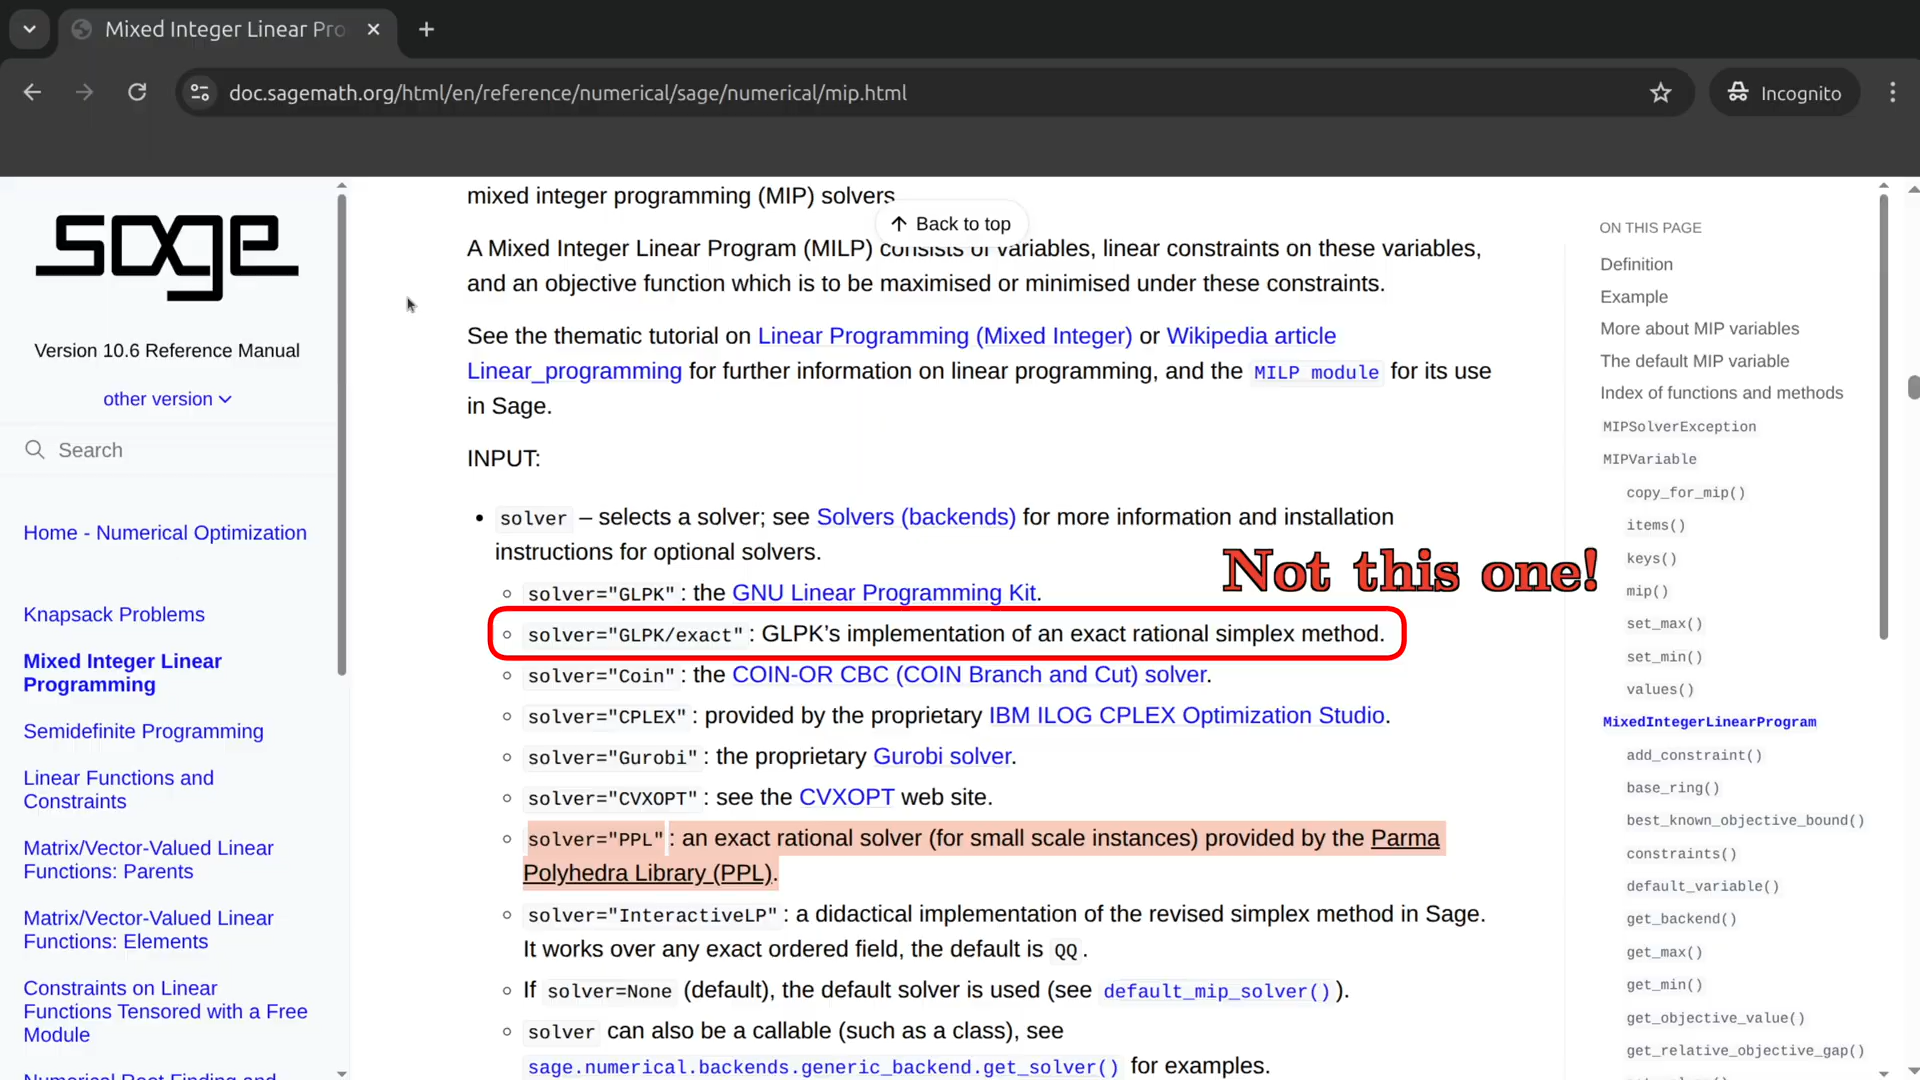 Mixed Integer Linear Pro
doc.sagemath.org/html/en/reference/numerical/sage/numerical/mip.html
Incognito
sage
Version 10.6 Reference Manual
other version
Search
Home - Numerical Optimization
Knapsack Problems
Mixed Integer Linear
Programming
Semidefinite Programming
Linear Functions and
Constraints
Matrix/Vector-Valued Linear
Functions: Parents
Matrix/Vector-Valued Linear
Functions: Elements
Constraints on Linear
Functions Tensored with a Free
Module
Numerical Root Finding and
mixed integer programming (MIP) solvers
Back to top
A Mixed Integer Linear Program (MILP) consists of variables, linear constraints on these variables,
and an objective function which is to be maximised or minimised under these constraints.
See the thematic tutorial on Linear Programming (Mixed Integer) or Wikipedia article
Linear_programming for further information on linear programming, and the MILP module for its use
in Sage.
INPUT:
• solver – selects a solver; see Solvers (backends) for more information and installation
instructions for optional solvers.
Not this one!
◦ solver="GLPK": the GNU Linear Programming Kit.
◦ solver="GLPK/exact": GLPK’s implementation of an exact rational simplex method.
◦ solver="Coin": the COIN-OR CBC (COIN Branch and Cut) solver.
◦ solver="CPLEX": provided by the proprietary IBM ILOG CPLEX Optimization Studio.
◦ solver="Gurobi": the proprietary Gurobi solver.
◦ solver="CVXOPT": see the CVXOPT web site.
◦ solver="PPL": an exact rational solver (for small scale instances) provided by the Parma
Polyhedra Library (PPL).
◦ solver="InteractiveLP": a didactical implementation of the revised simplex method in Sage.
It works over any exact ordered field, the default is QQ.
◦ If solver=None (default), the default solver is used (see default_mip_solver()).
◦ solver can also be a callable (such as a class), see
sage.numerical.backends.generic_backend.get_solver() for examples.
ON THIS PAGE
Definition
Example
More about MIP variables
The default MIP variable
Index of functions and methods
MIPSolverException
MIPVariable
copy_for_mip()
items()
keys()
mip()
set_max()
set_min()
values()
MixedIntegerLinearProgram
add_constraint()
base_ring()
best_known_objective_bound()
constraints()
default_variable()
get_backend()
get_max()
get_min()
get_objective_value()
get_relative_objective_gap()